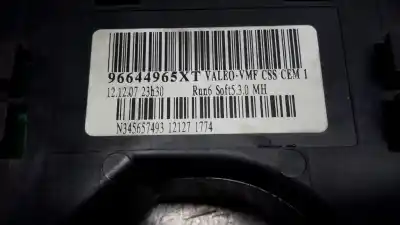 96644965XT VALEO-VMF CSS CEM 1
12.12.07 23h30 Run6 Soft5.3.0 MH
N345657493 12127 1774